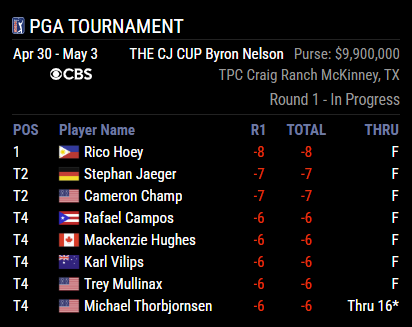 PGA TOURNAMENT
Apr 30 - May 3 THE CJ CUP Byron Nelson Purse: $9,900,000
CBS TPC Craig Ranch McKinney, TX
Round 1 - In Progress
POS Player Name R1 TOTAL THRU
1 Rico Hoey -8 -8 F
T2 Stephan Jaeger -7 -7 F
T2 Cameron Champ -7 -7 F
T4 Rafael Campos -6 -6 F
T4 Mackenzie Hughes -6 -6 F
T4 Karl Vilips -6 -6 F
T4 Trey Mullinax -6 -6 F
T4 Michael Thorbjornsen -6 -6 Thru 16*